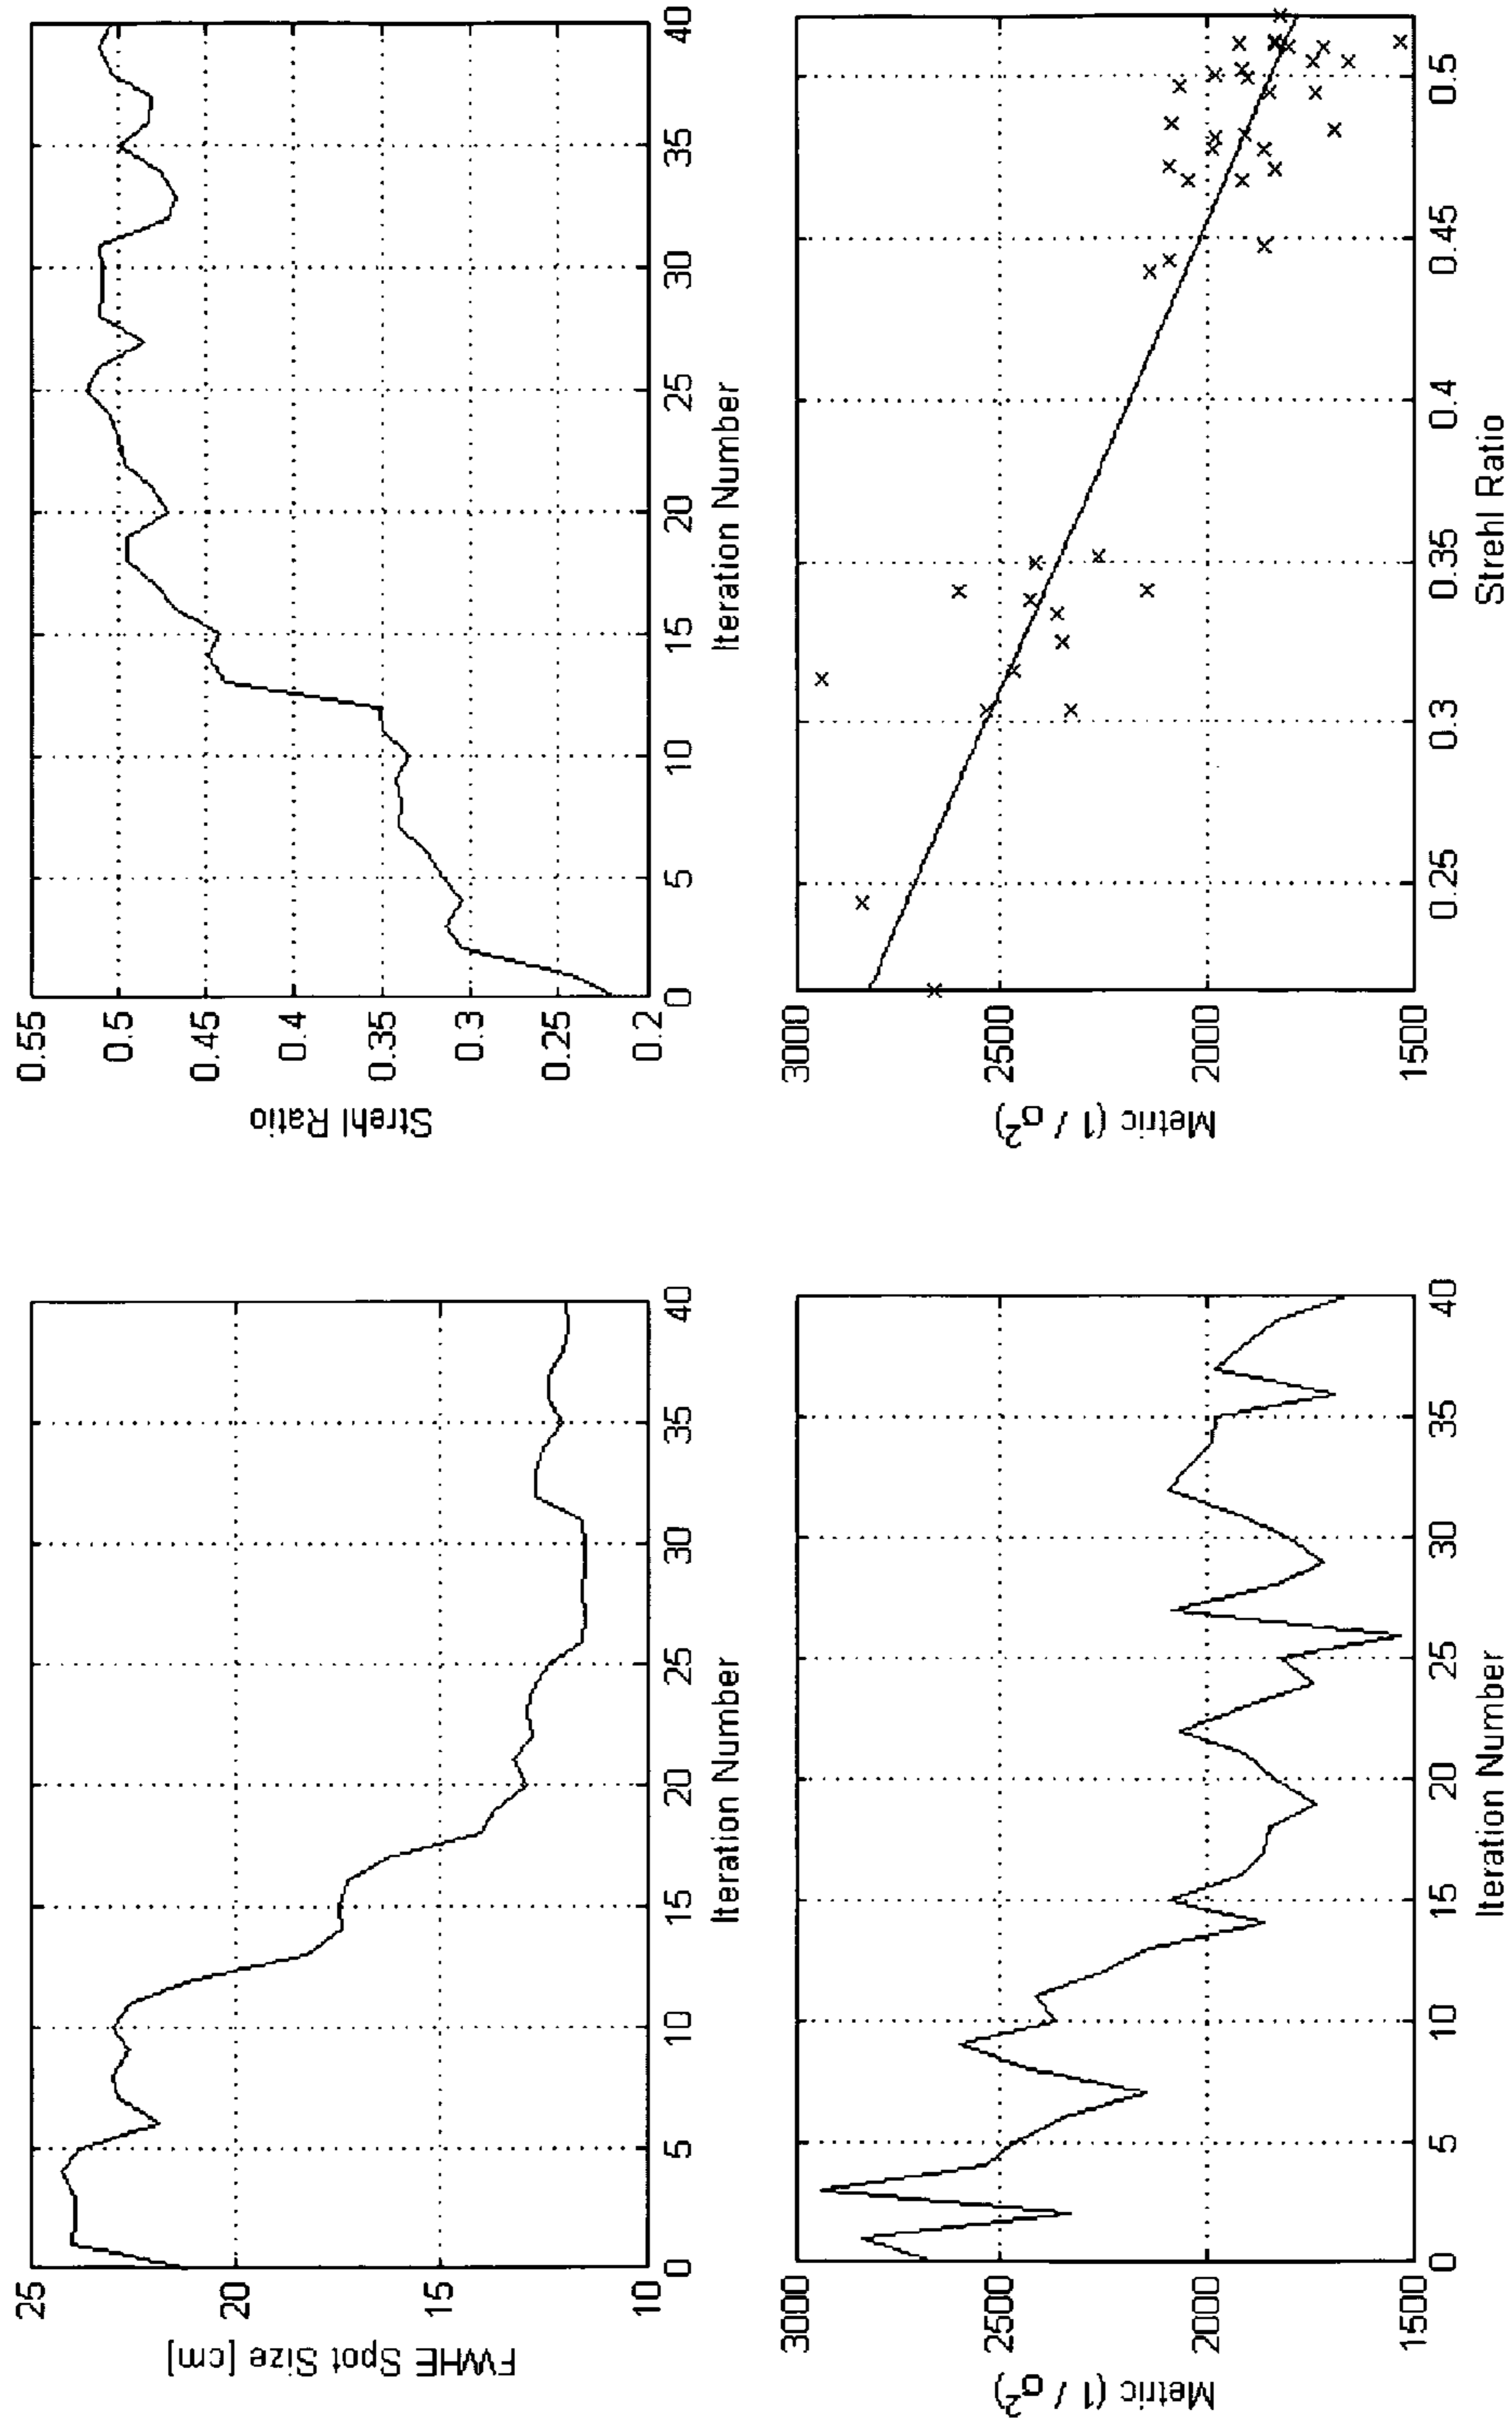 25
20
15
10
FWHE Spot Size [cm]
0 5 10 15 20 25 30 35 40
Iteration Number
0.55
0.5
0.45
0.4
0.35
0.3
0.25
0.2
Strehl Ratio
0 5 10 15 20 25 30 35 40
Iteration Number
3000
2500
2000
1500
Metric (1 / σ²)
0 5 10 15 20 25 30 35 40
Iteration Number
3000
2500
2000
1500
Metric (1 / σ²)
0.25 0.3 0.35 0.4 0.45 0.5
Strehl Ratio